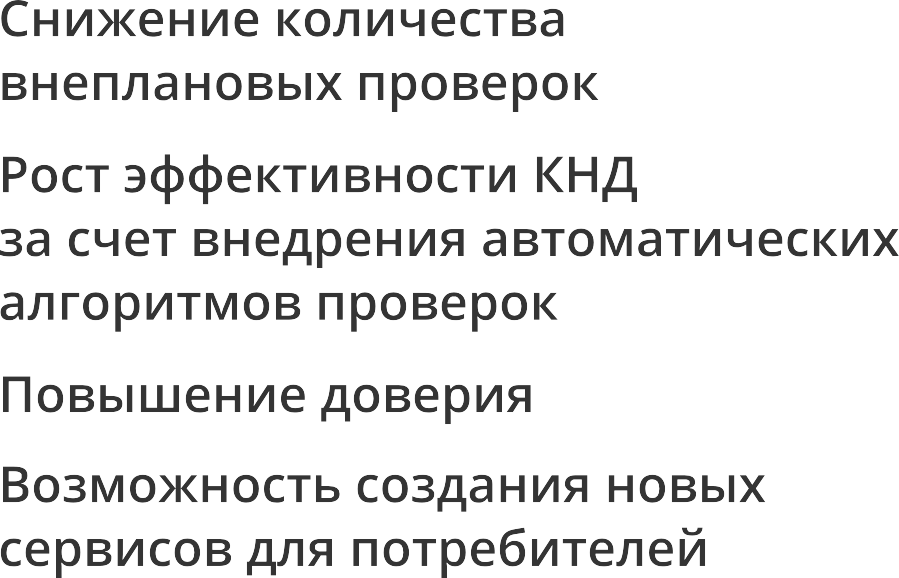 Снижение количества
внеплановых проверок
Рост эффективности КНД
за счет внедрения автоматических
алгоритмов проверок
Повышение доверия
Возможность создания новых
сервисов для потребителей